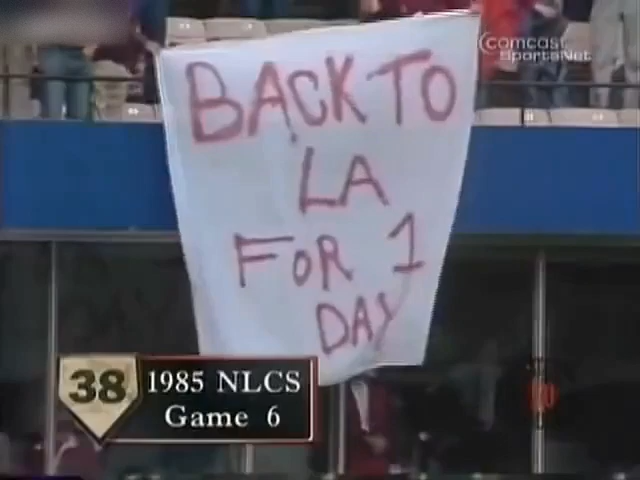 comcast
SportsNet
BACK TO
LA
FOR 1
DAY
38
1985 NLCS
Game 6